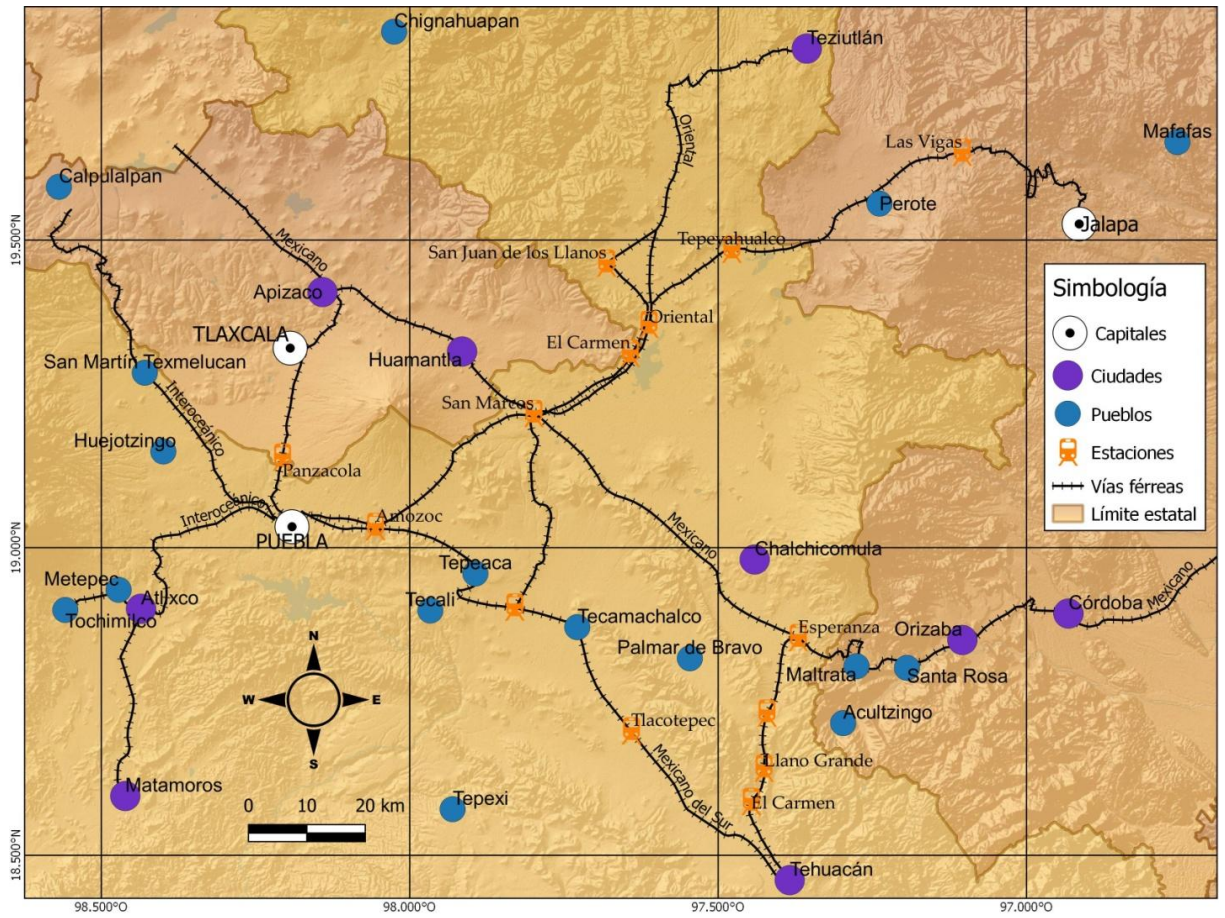 Chignahuapan
Teziutlán
Mafafas
Las Vigas
Calpulalpan
Oriental
Perote
Jalapa
19.500°N
Mexicano
San Juan de los Llanos
Tepeyahualco
Simbología
Apizaco
Capitales
Oriental
TLAXCALA
El Carmen
Huamantla
San Martín Texmelucan
Ciudades
Interoceánico
San Marcos
Pueblos
Huejotzingo
Panzacola
Estaciones
Vías férreas
Interoceánico
Límite estatal
Amozoc
PUEBLA
19.000°N
Mexicano
Chalchicomula
Tepeaca
Metepec
Atlixco
Tecali
Tochimilco
Tecamachalco
Córdoba
Mexicano
Esperanza
Orizaba
Palmar de Bravo
Maltrata
Santa Rosa
N
W
E
S
Acultzingo
Tlacotepec
Mexicano del Sur
Llano Grande
Matamoros
0 10 20 km
Tepexi
El Carmen
18.500°N
Tehuacán
98.500°O
98.000°O
97.500°O
97.000°O